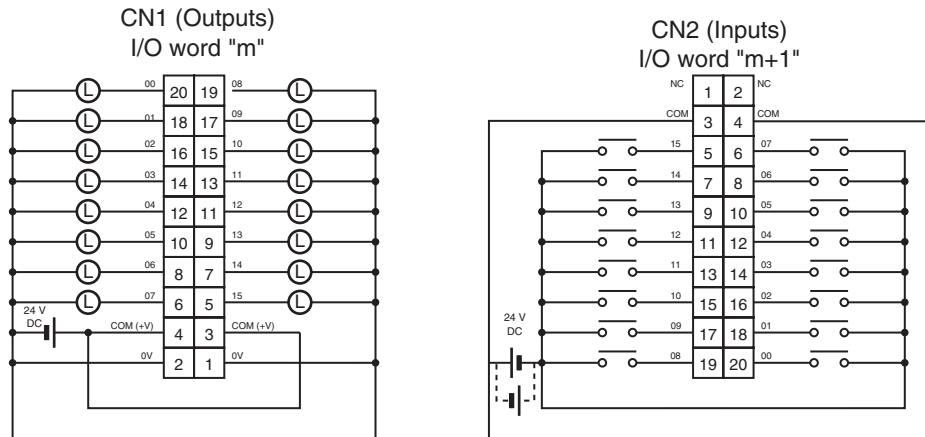 CN1 (Outputs)
I/O word "m"
00 20 19 08
L L
01 18 17 09
L L
02 16 15 10
L L
03 14 13 11
L L
04 12 11 12
L L
05 10 9 13
L L
06 8 7 14
L L
07 6 5 15
L L
24 V
DC
COM (+V) 4 3 COM (+V)
0V 2 1 0V
CN2 (Inputs)
I/O word "m+1"
NC 1 2 NC
COM 3 4 COM
15 5 6 07
14 7 8 06
13 9 10 05
12 11 12 04
11 13 14 03
10 15 16 02
24 V
DC
09 17 18 01
08 19 20 00